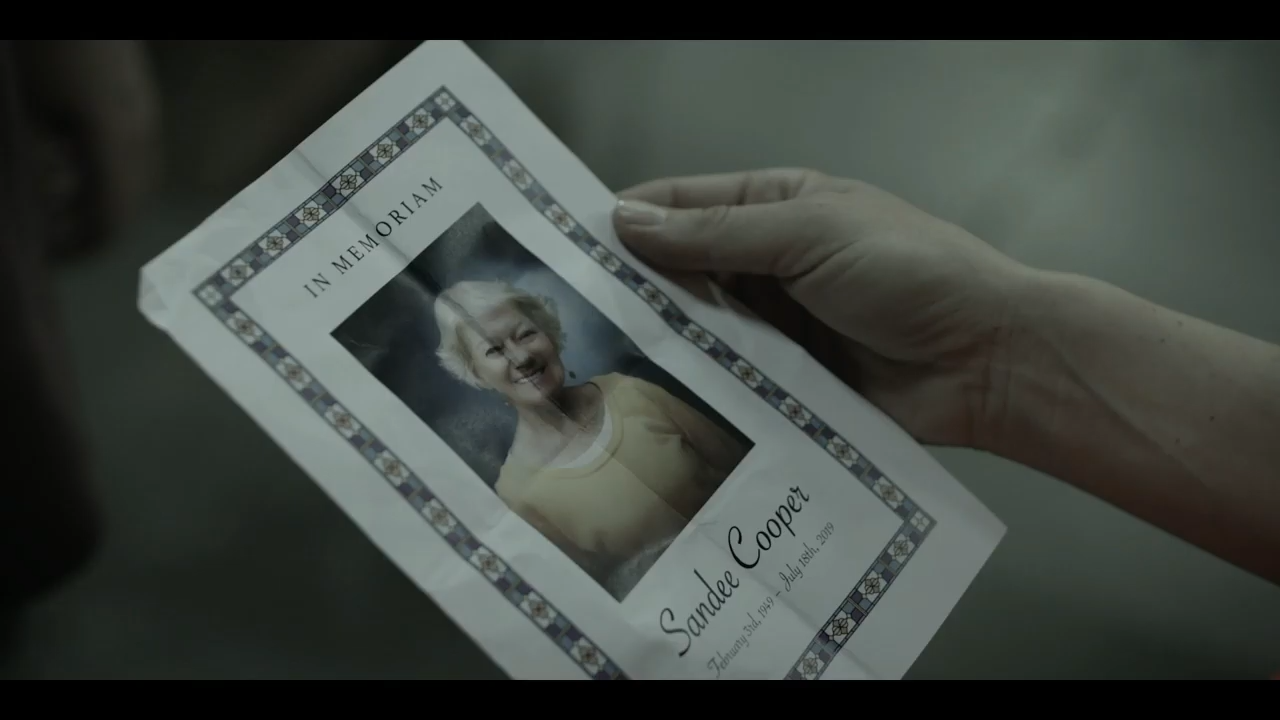 IN MEMORIAM
Sandee Cooper
February 3rd, 1949 – July 18th, 2019